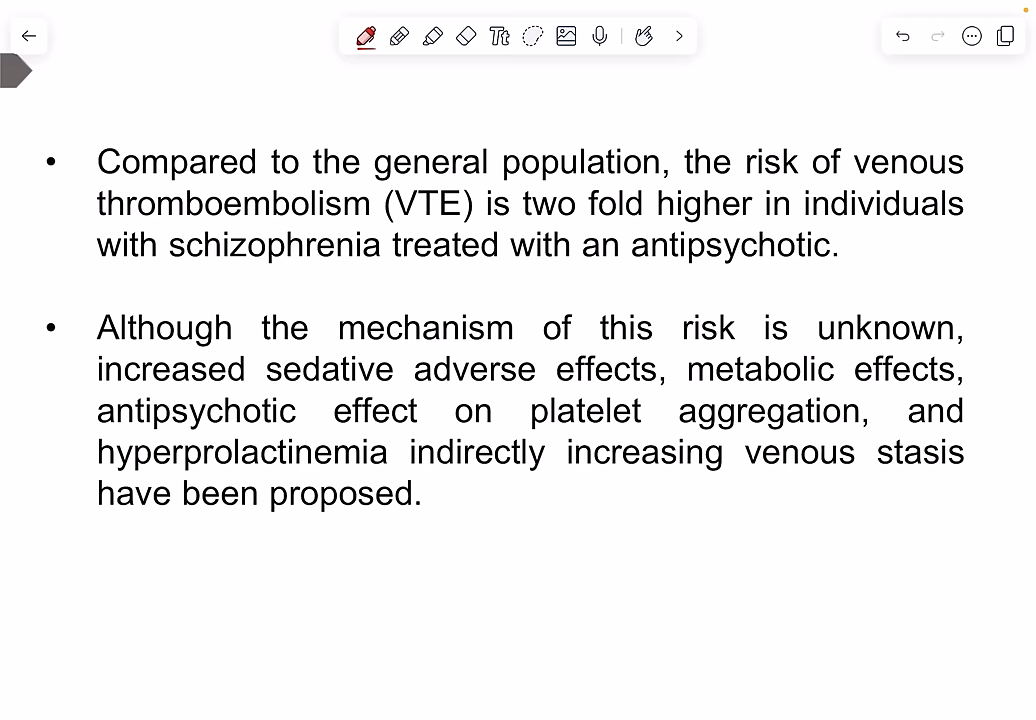 Tt
• Compared to the general population, the risk of venous
thromboembolism (VTE) is two fold higher in individuals
with schizophrenia treated with an antipsychotic.
• Although the mechanism of this risk is unknown,
increased sedative adverse effects, metabolic effects,
antipsychotic effect on platelet aggregation, and
hyperprolactinemia indirectly increasing venous stasis
have been proposed.